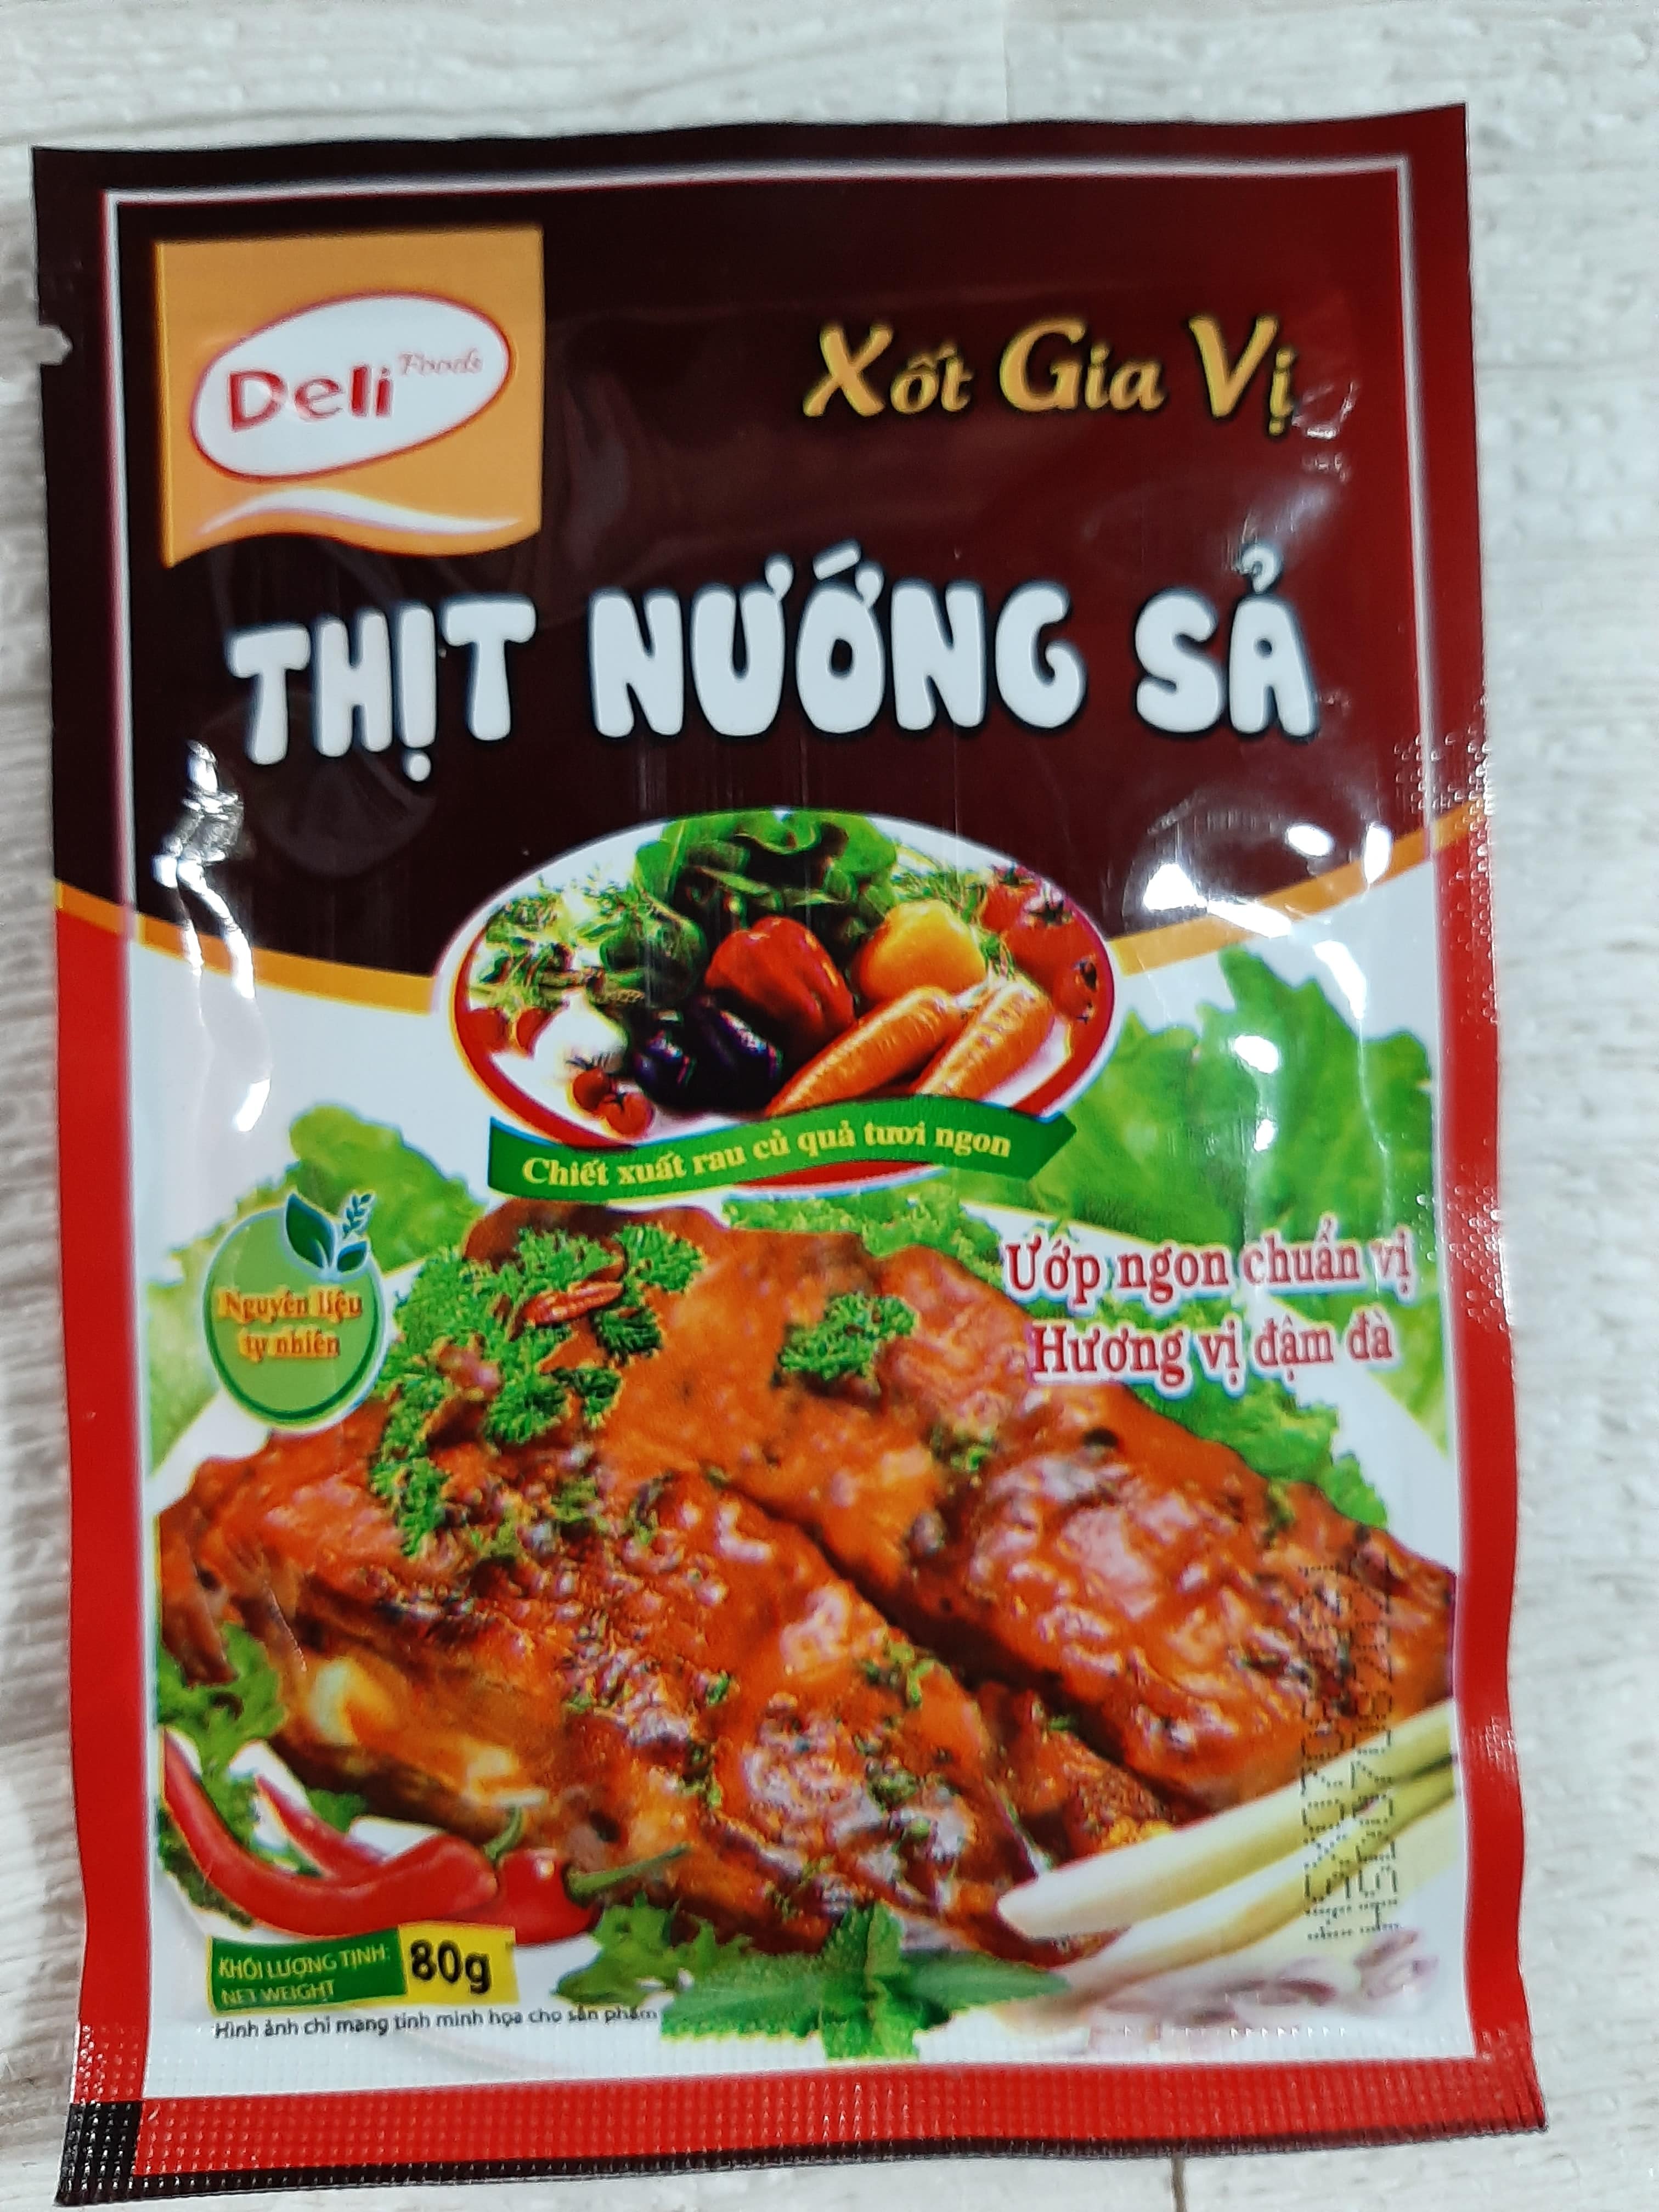 Deli Foods
Xốt Gia Vị
THỊT NƯỚNG SẢ
Chiết xuất rau củ quả tươi ngon
Nguyên liệu
tự nhiên
Ướp ngon chuẩn vị
Hương vị đậm đà
KHỐI LƯỢNG TỊNH:
NET WEIGHT
80g
Hình ảnh chỉ mang tính minh họa cho sản phẩm